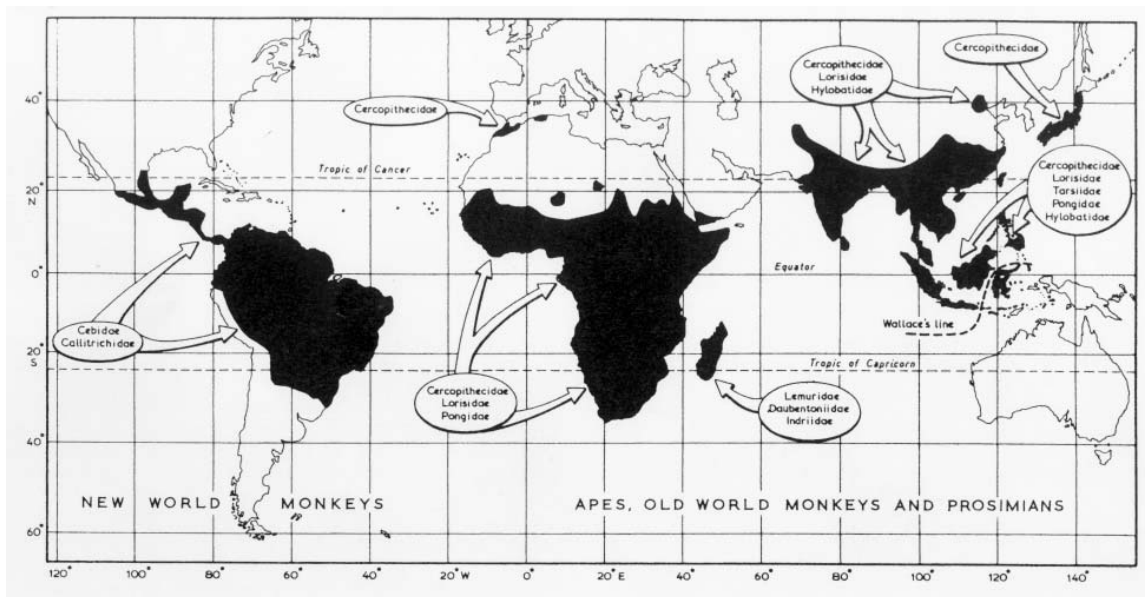 Cercopithecidae
Cercopithecidae
Lorisidae
Hylobatidae
Cercopithecidae
40°
Tropic of Cancer
20°
N
Cercopithecidae
Lorisidae
Tarsiidae
Pongidae
Hylobatidae
0°
Equator
Wallace's line
Cebidae
Callitrichidae
20°
S
Tropic of Capricorn
Cercopithecidae
Lorisidae
Pongidae
Lemuridae
Daubentoniidae
Indriidae
40°
NEW WORLD MONKEYS
APES, OLD WORLD MONKEYS AND PROSIMIANS
60°
120° 100° 80° 60° 40° 20°W 0° 20°E 40° 60° 80° 100° 120° 140°